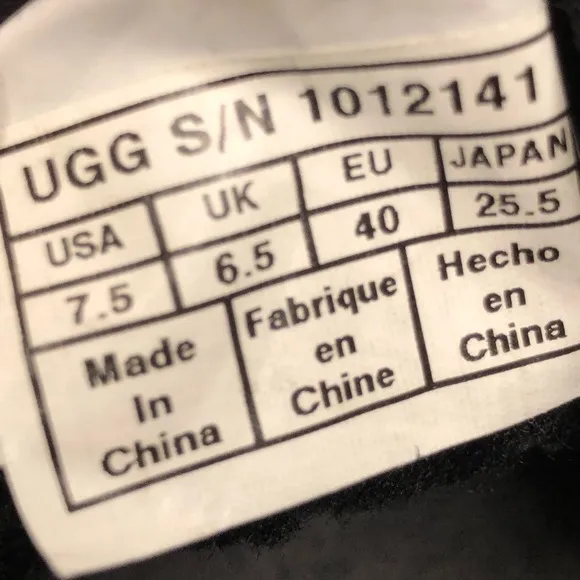 UGG S/N 1012141
USA UK EU JAPAN
7.5 6.5 40 25.5
Made
In
China
Fabrique
en
Chine
Hecho
en
China